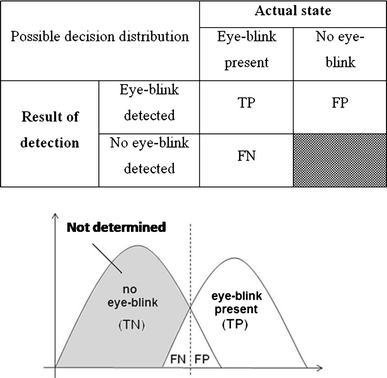 Possible decision distribution
Actual state
Eye-blink
present
No eye-
blink
Result of
detection
Eye-blink
detected
TP
FP
No eye-blink
detected
FN
Not determined
no
eye-blink
(TN)
eye-blink
present
(TP)
FN
FP